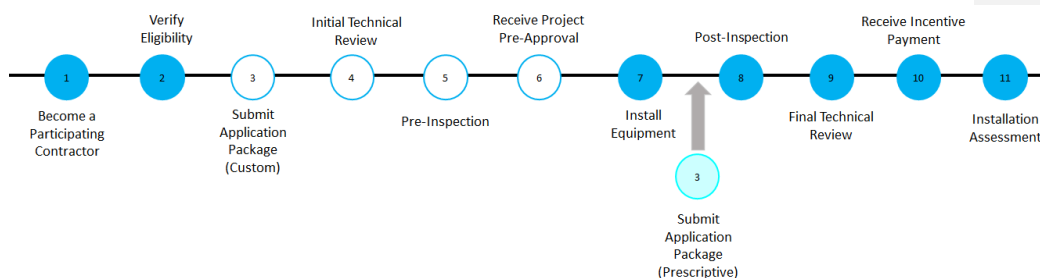 1
Become a
Participating
Contractor
Verify
Eligibility
2
3
Submit
Application
Package
(Custom)
Initial Technical
Review
4
5
Pre-Inspection
Receive Project
Pre-Approval
6
7
Install
Equipment
3
Submit
Application
Package
(Prescriptive)
Post-Inspection
8
9
Final Technical
Review
Receive Incentive
Payment
10
11
Installation
Assessment